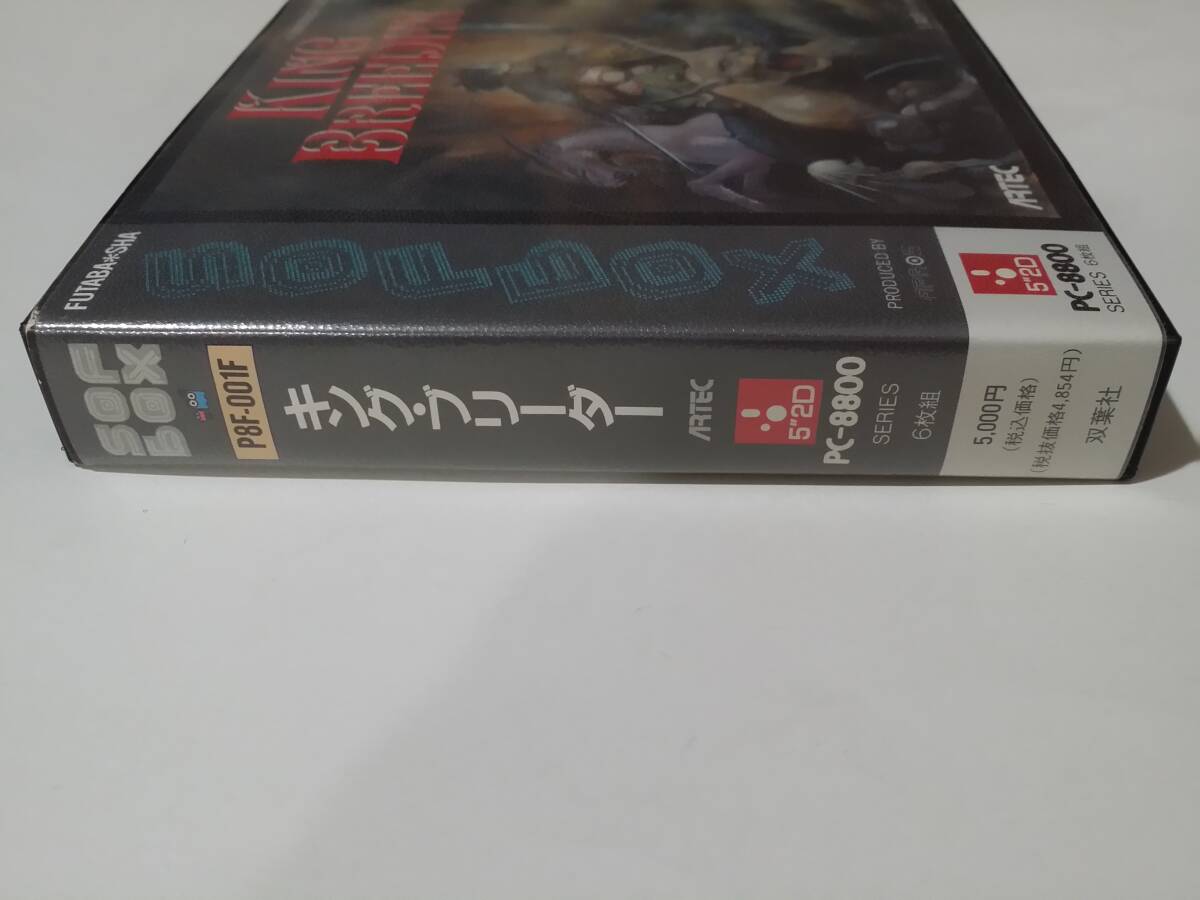 KING
BREEDER
ARTEC
FUTABA*SHA
SOFBOX
PRODUCED BY
5"2D
PC-8800
SERIES 6枚組
SOF
BOX
P8F-001F
キング・ブリーダー
ARTEC
5"2D
PC-8800
SERIES
6枚組
5,000円
(税込価格)
(税抜価格4,854円)
双葉社